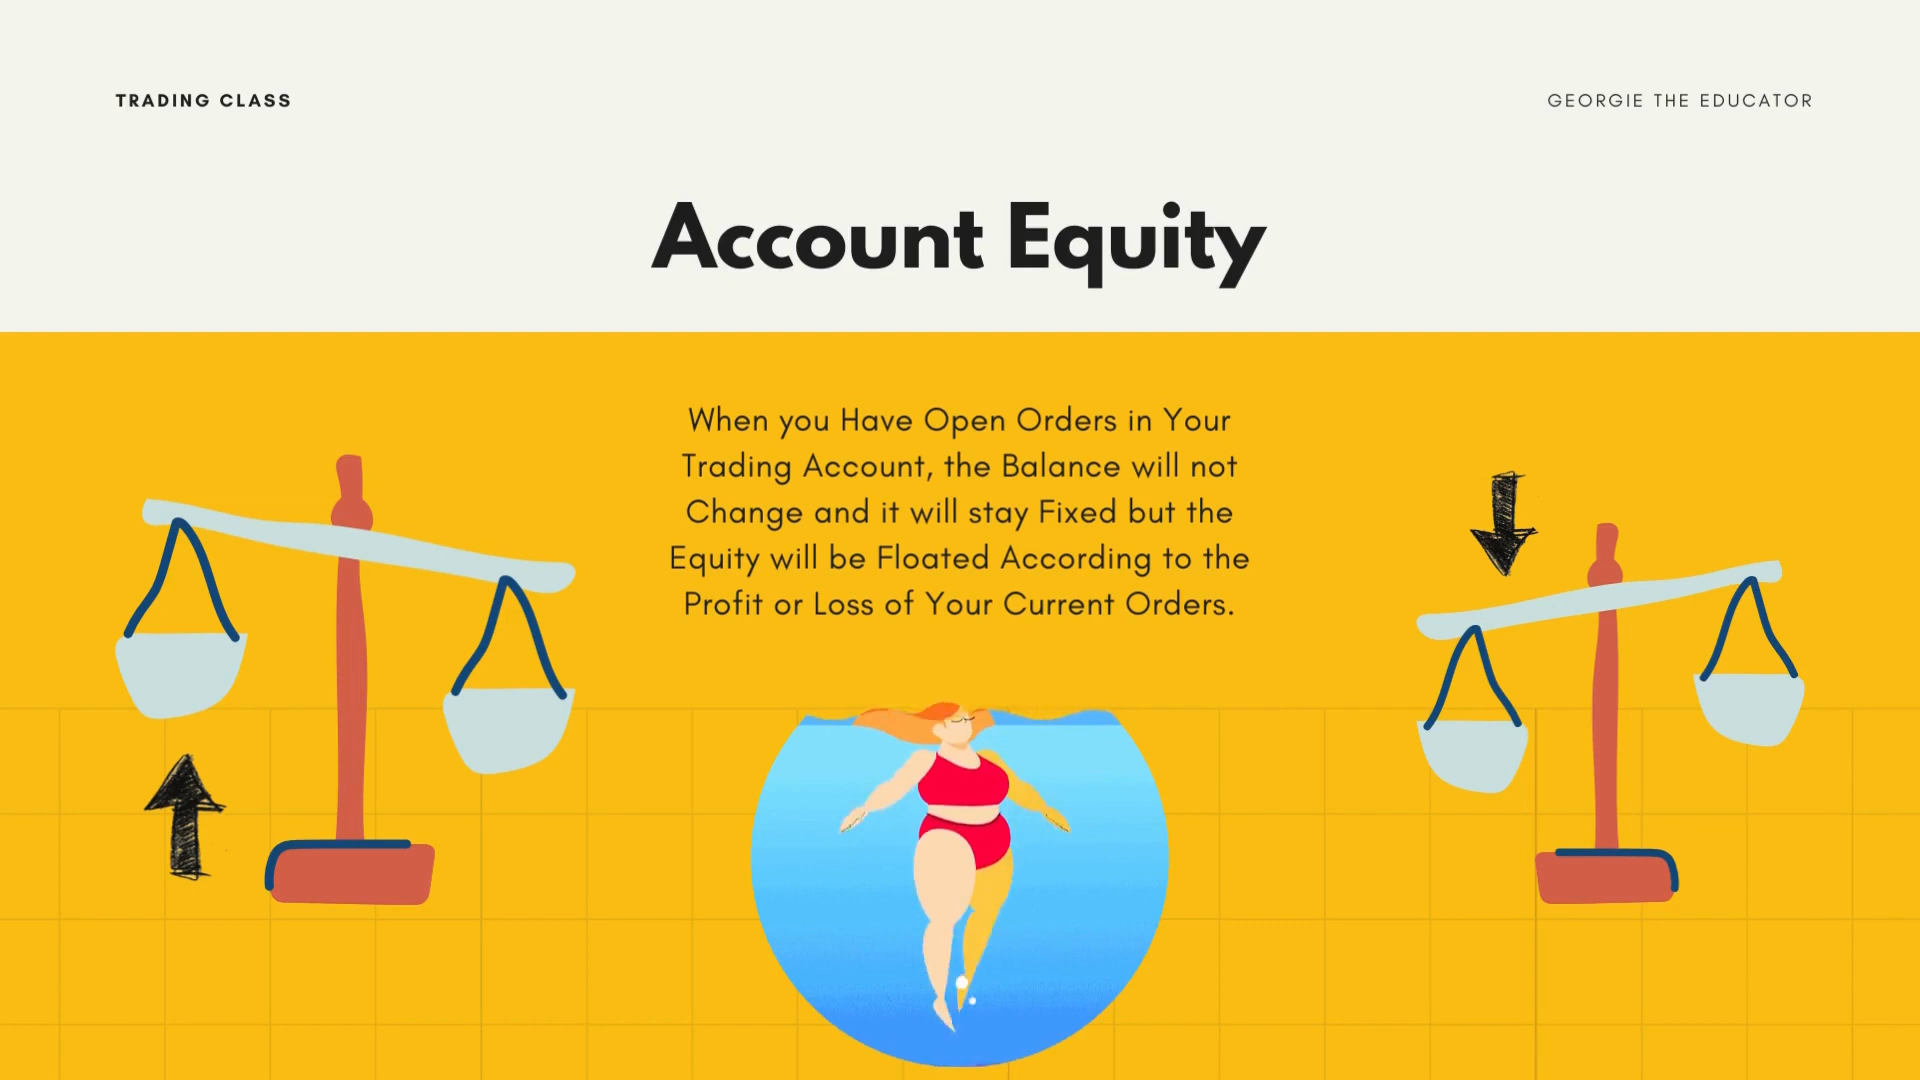 TRADING CLASS
GEORGIE THE EDUCATOR
Account Equity
When you Have Open Orders in Your
Trading Account, the Balance will not
Change and it will stay Fixed but the
Equity will be Floated According to the
Profit or Loss of Your Current Orders.